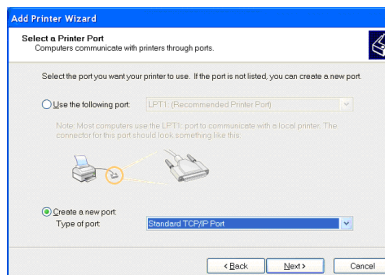 Add Printer Wizard
Select a Printer Port
Computers communicate with printers through ports.
Select the port you want your printer to use. If the port is not listed, you can create a new port.
Use the following port:
LPT1: (Recommended Printer Port)
Note: Most computers use the LPT1: port to communicate with a local printer. The
connector for this port should look something like this:
Create a new port:
Type of port:
Standard TCP/IP Port
< Back
Next >
Cancel